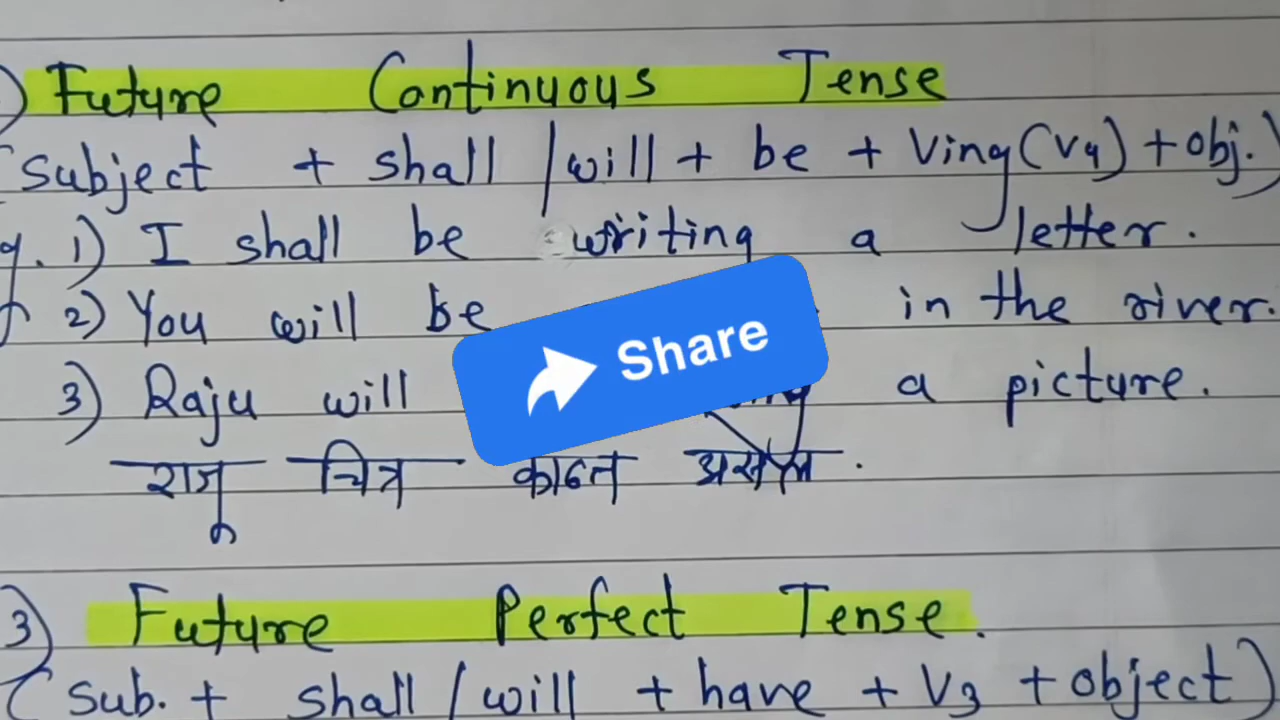 ) Future Continuous Tense
(Subject + shall / will + be + Ving (V4) + obj.)
g. 1) I shall be writing a letter.
2) You will be in the river.
Share
3) Raju will a picture.
राजू चित्र काढत असेल.
3) Future Perfect Tense.
(Sub. + shall / will + have + V3 + object)